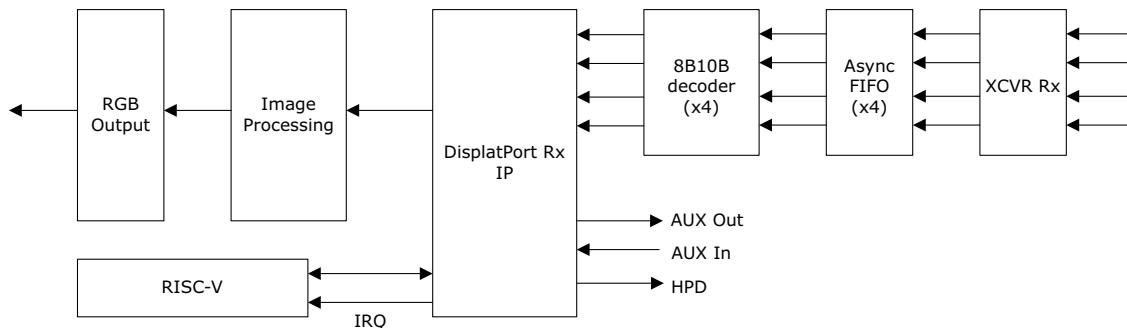 RGB
Output
Image
Processing
DisplatPort Rx
IP
8B10B
decoder
(x4)
Async
FIFO
(x4)
XCVR Rx
AUX Out
AUX In
HPD
RISC-V
IRQ